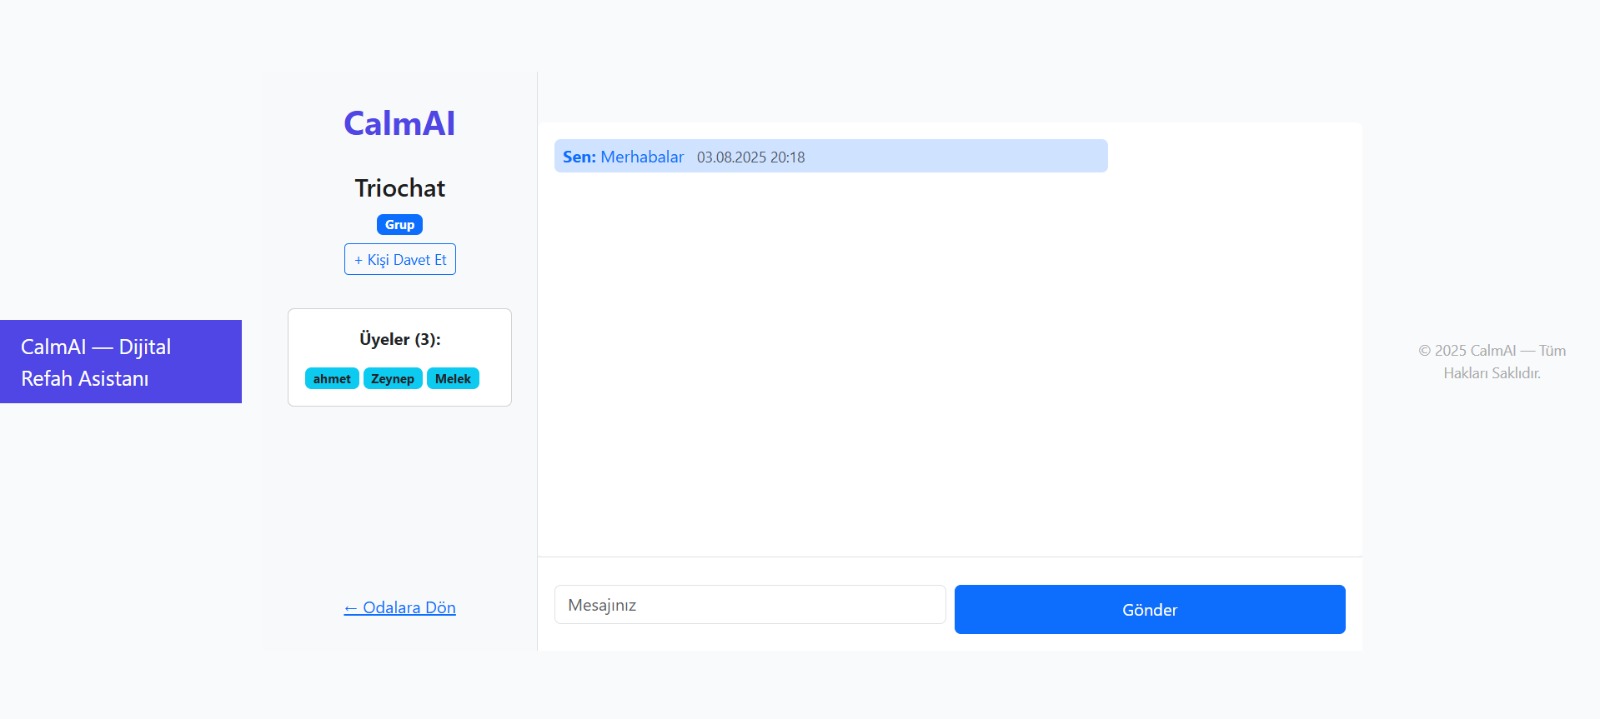 CalmAI — Dijital
Refah Asistanı
CalmAI
Triochat
Grup
+ Kişi Davet Et
Üyeler (3):
ahmet Zeynep Melek
← Odalara Dön
Sen: Merhabalar 03.08.2025 20:18
Mesajınız
Gönder
© 2025 CalmAI — Tüm
Hakları Saklıdır.